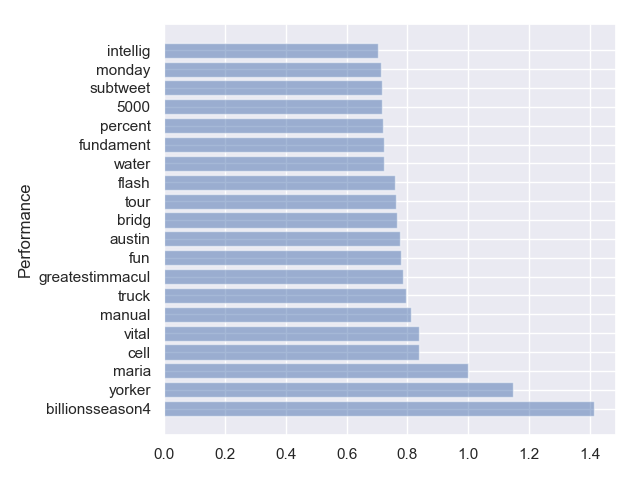 intellig
monday
subtweet
5000
percent
fundament
water
flash
tour
bridg
austin
fun
greatestimmacul
truck
manual
vital
cell
maria
yorker
billionsseason4
Performance
0.0 0.2 0.4 0.6 0.8 1.0 1.2 1.4